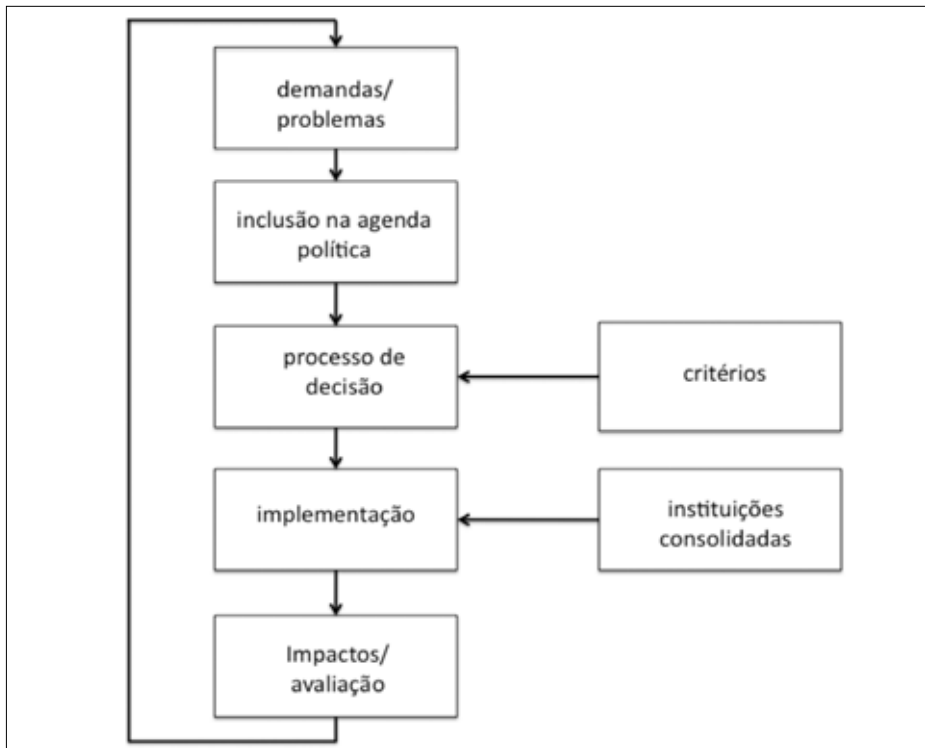 demandas/
problemas
inclusão na agenda
política
processo de
decisão
critérios
implementação
instituições
consolidadas
Impactos/
avaliação